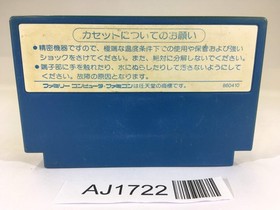 カセットについてのお願い
●精密機器ですので、極端な温度条件下での使用や保管および強い
ショックをさけてください。また、絶対に分解しないでください。
●端子部に手を触れたり、水にぬらしたりして汚さないようにして
ください。故障の原因となります。
ファミリーコンピュータ・ファミコンは任天堂の商標です。
AJ1722